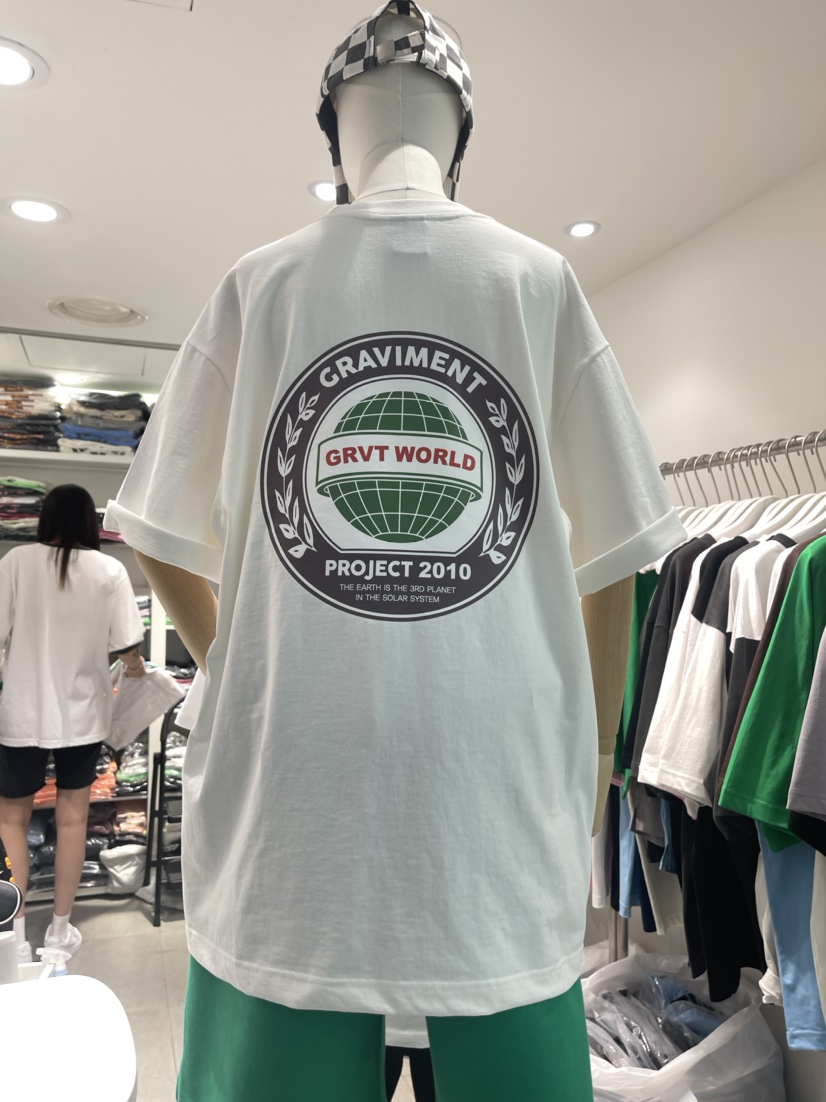 GRAVIMENT
GRVT WORLD
PROJECT 2010
THE EARTH IS THE 3RD PLANET
IN THE SOLAR SYSTEM